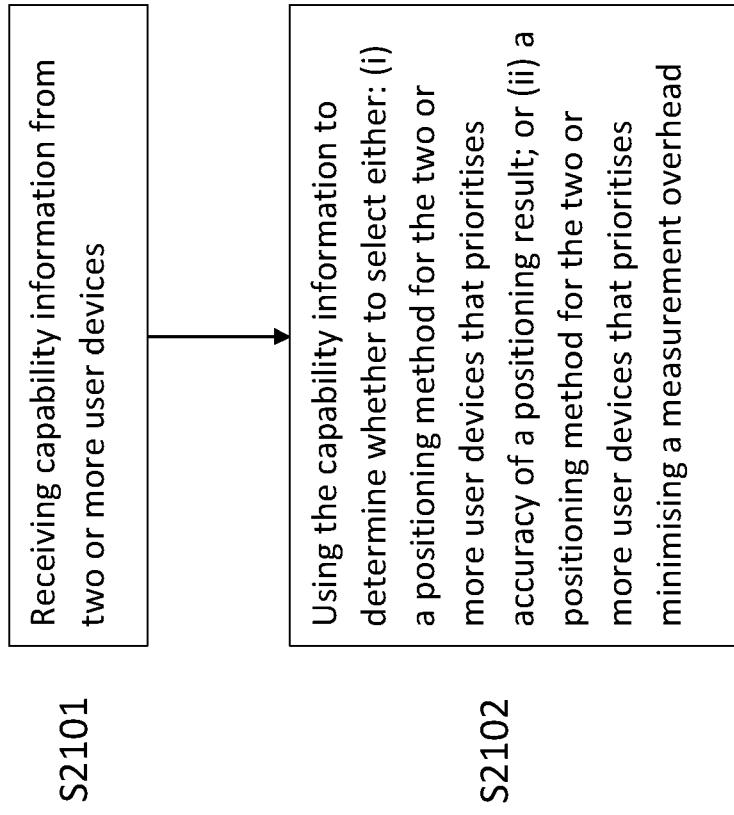 S2101
Receiving capability information from
two or more user devices
S2102
Using the capability information to
determine whether to select either: (i)
a positioning method for the two or
more user devices that prioritises
accuracy of a positioning result; or (ii) a
positioning method for the two or
more user devices that prioritises
minimising a measurement overhead